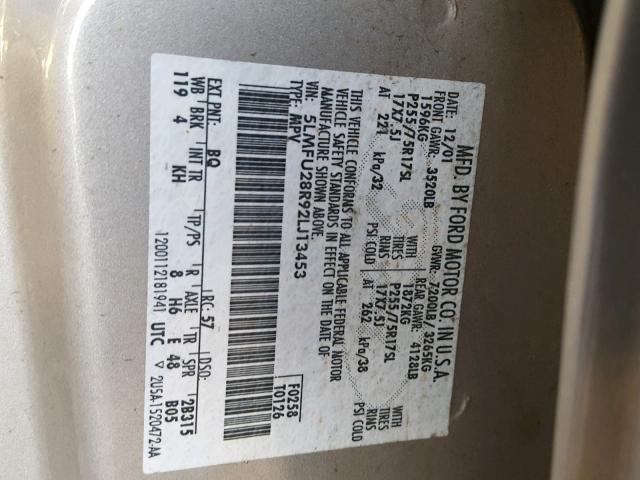 MFD. BY FORD MOTOR CO. IN U.S.A.
DATE: 12/01 GVWR: 7200LB/ 3265KG
FRONT GAWR: 3520LB REAR GAWR: 4128LB
1596KG WITH 1872KG WITH
P255/75R17SL TIRES P255/75R17SL TIRES
17X7.5J RIMS 17X7.5J RIMS
AT 221 kPa/32 PSI COLD AT 262 kPa/38 PSI COLD
THIS VEHICLE CONFORMS TO ALL APPLICABLE FEDERAL MOTOR
VEHICLE SAFETY STANDARDS IN EFFECT ON THE DATE OF
MANUFACTURE SHOWN ABOVE.
VIN: 5LMFU28R92LJ13453 F0258
TYPE: MPV 10126
EXT PNT: BQ RC: 57 DSO:
WB BRK INT TR TP/PS R AXLE TR SPR 2B315
119 4 KH 8 H6 E 48 B05
1200112181941 UTC ▽ 2U5A1520472-AA